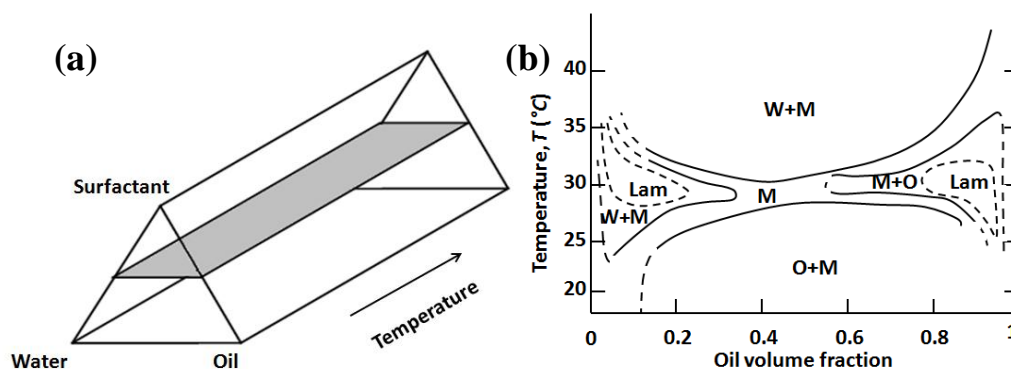 (a)
Surfactant
Water
Oil
Temperature
(b)
Temperature, T (°C)
40
35
30
25
20
W+M
Lam
M
M+O
Lam
W+M
O+M
0
0.2
0.4
0.6
0.8
1
Oil volume fraction